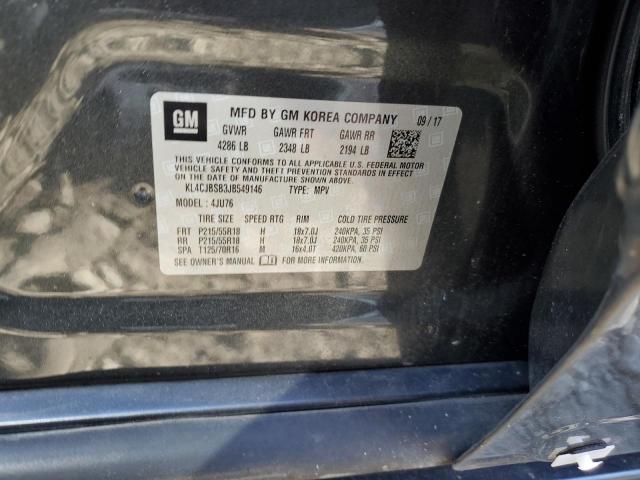 GM MFD BY GM KOREA COMPANY 09/17
GVWR GAWR FRT GAWR RR
4286 LB 2348 LB 2194 LB
THIS VEHICLE CONFORMS TO ALL APPLICABLE U.S. FEDERAL MOTOR
VEHICLE SAFETY AND THEFT PREVENTION STANDARDS IN EFFECT ON
THE DATE OF MANUFACTURE SHOWN ABOVE.
KL4CJBSB3JB549146 TYPE: MPV
MODEL: 4JU76
TIRE SIZE SPEED RTG RIM COLD TIRE PRESSURE
FRT P215/55R18 H 18x7.0J 240KPA, 35 PSI
RR P215/55R18 H 18x7.0J 240KPA, 35 PSI
SPA T125/70R16 M 16x4.0T 420KPA, 60 PSI
SEE OWNER'S MANUAL FOR MORE INFORMATION.